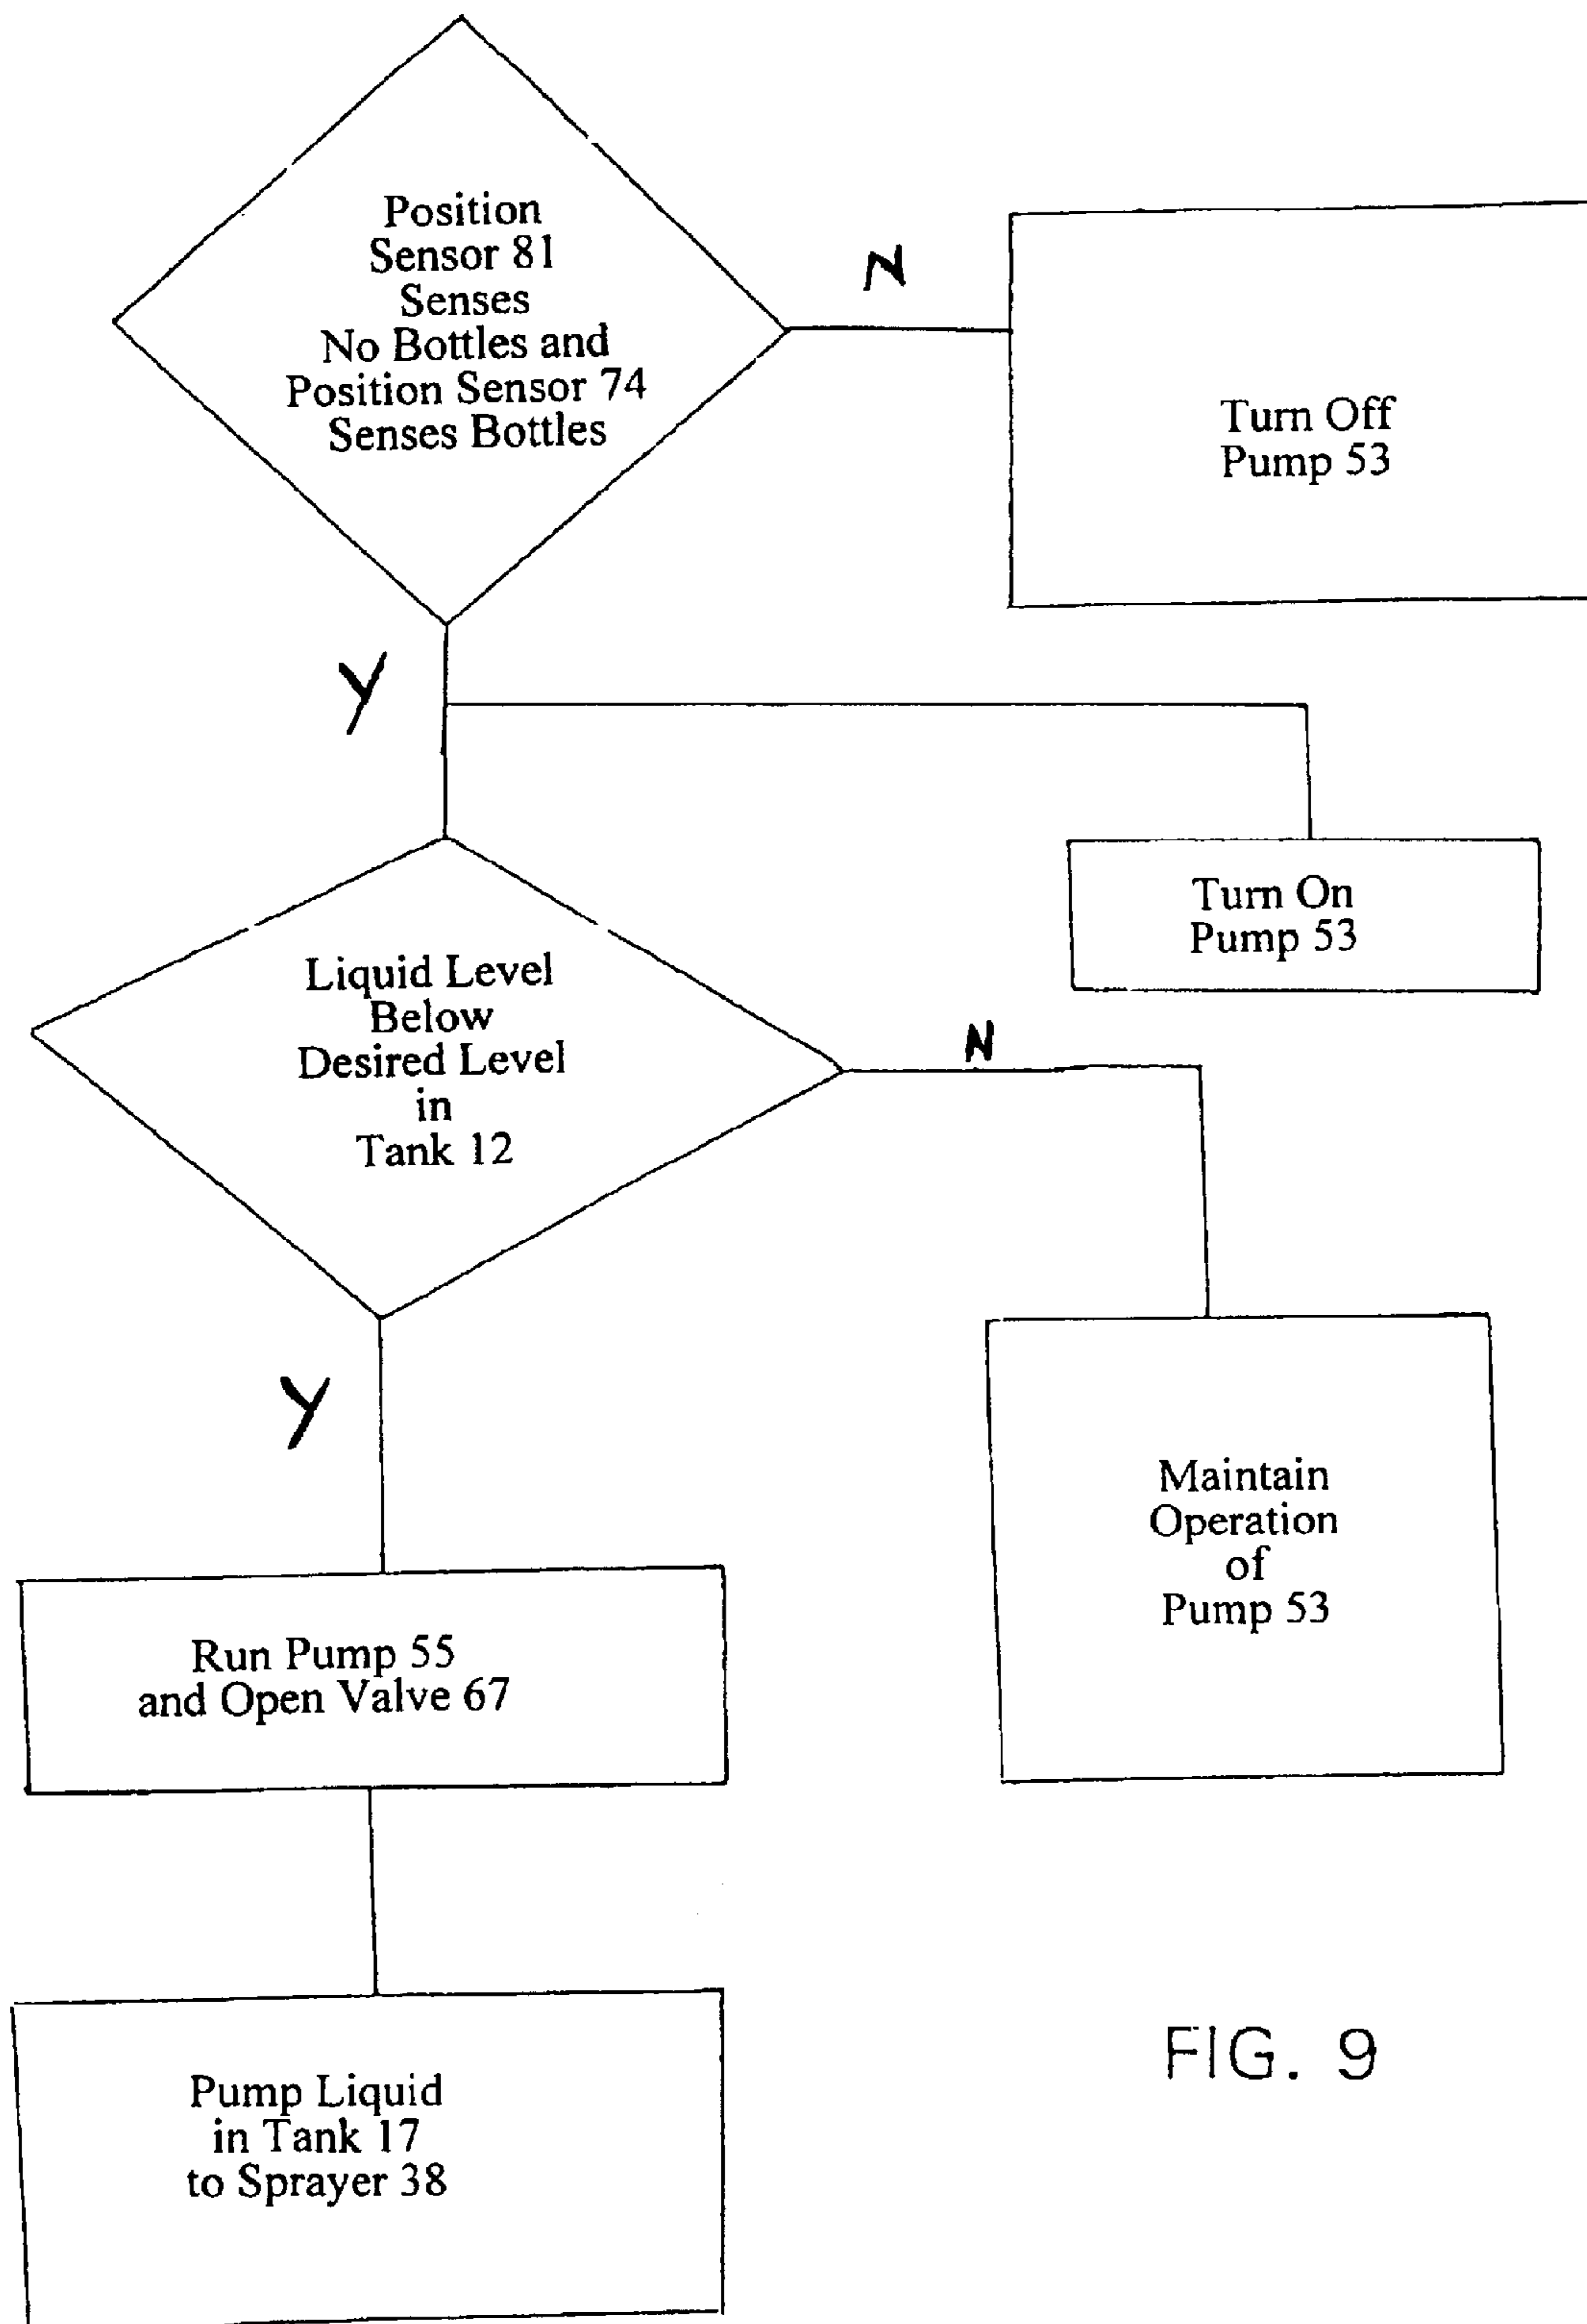 Position
Sensor 81
Senses
No Bottles and
Position Sensor 74
Senses Bottles
N
Turn Off
Pump 53
Y
Turn On
Pump 53
Liquid Level
Below
Desired Level
in
Tank 12
N
Y
Maintain
Operation
of
Pump 53
Run Pump 55
and Open Valve 67
Pump Liquid
in Tank 17
to Sprayer 38
FIG. 9